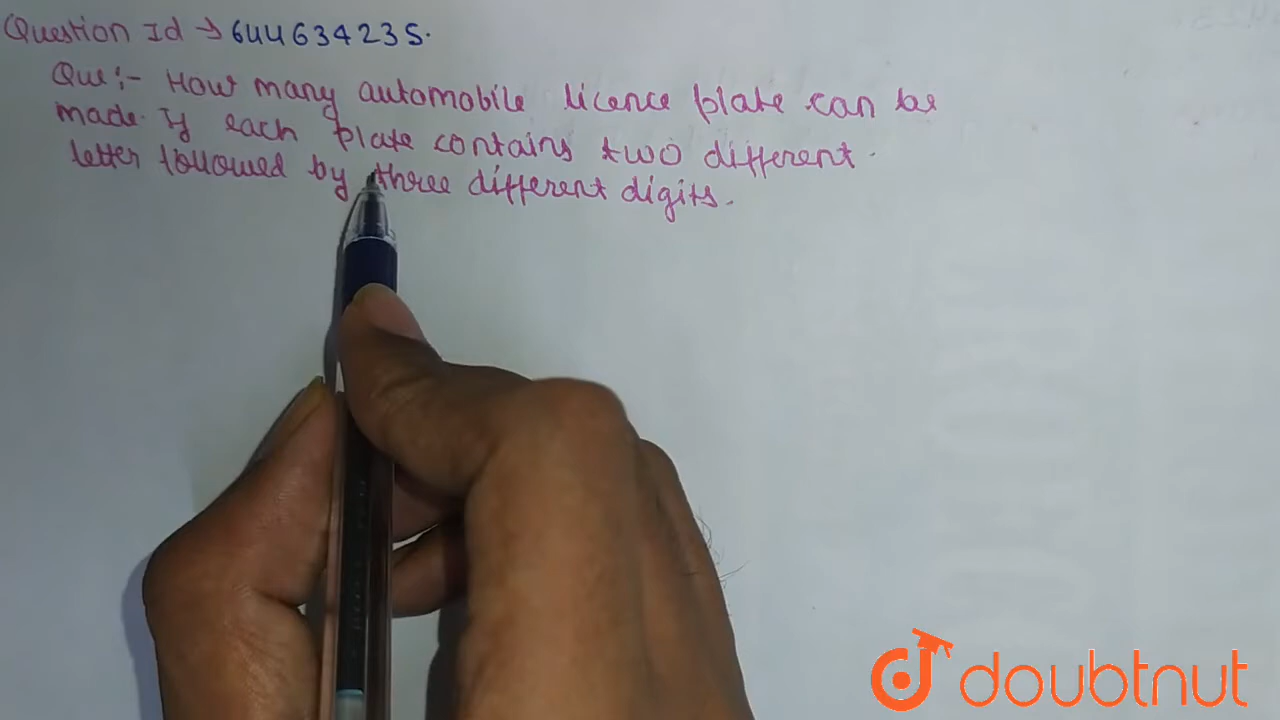 Question Id → 644634235.
Que:- How many automobile licence plate can be
made. If each plate contains two different.
letter followed by three different digits.
doubtnut